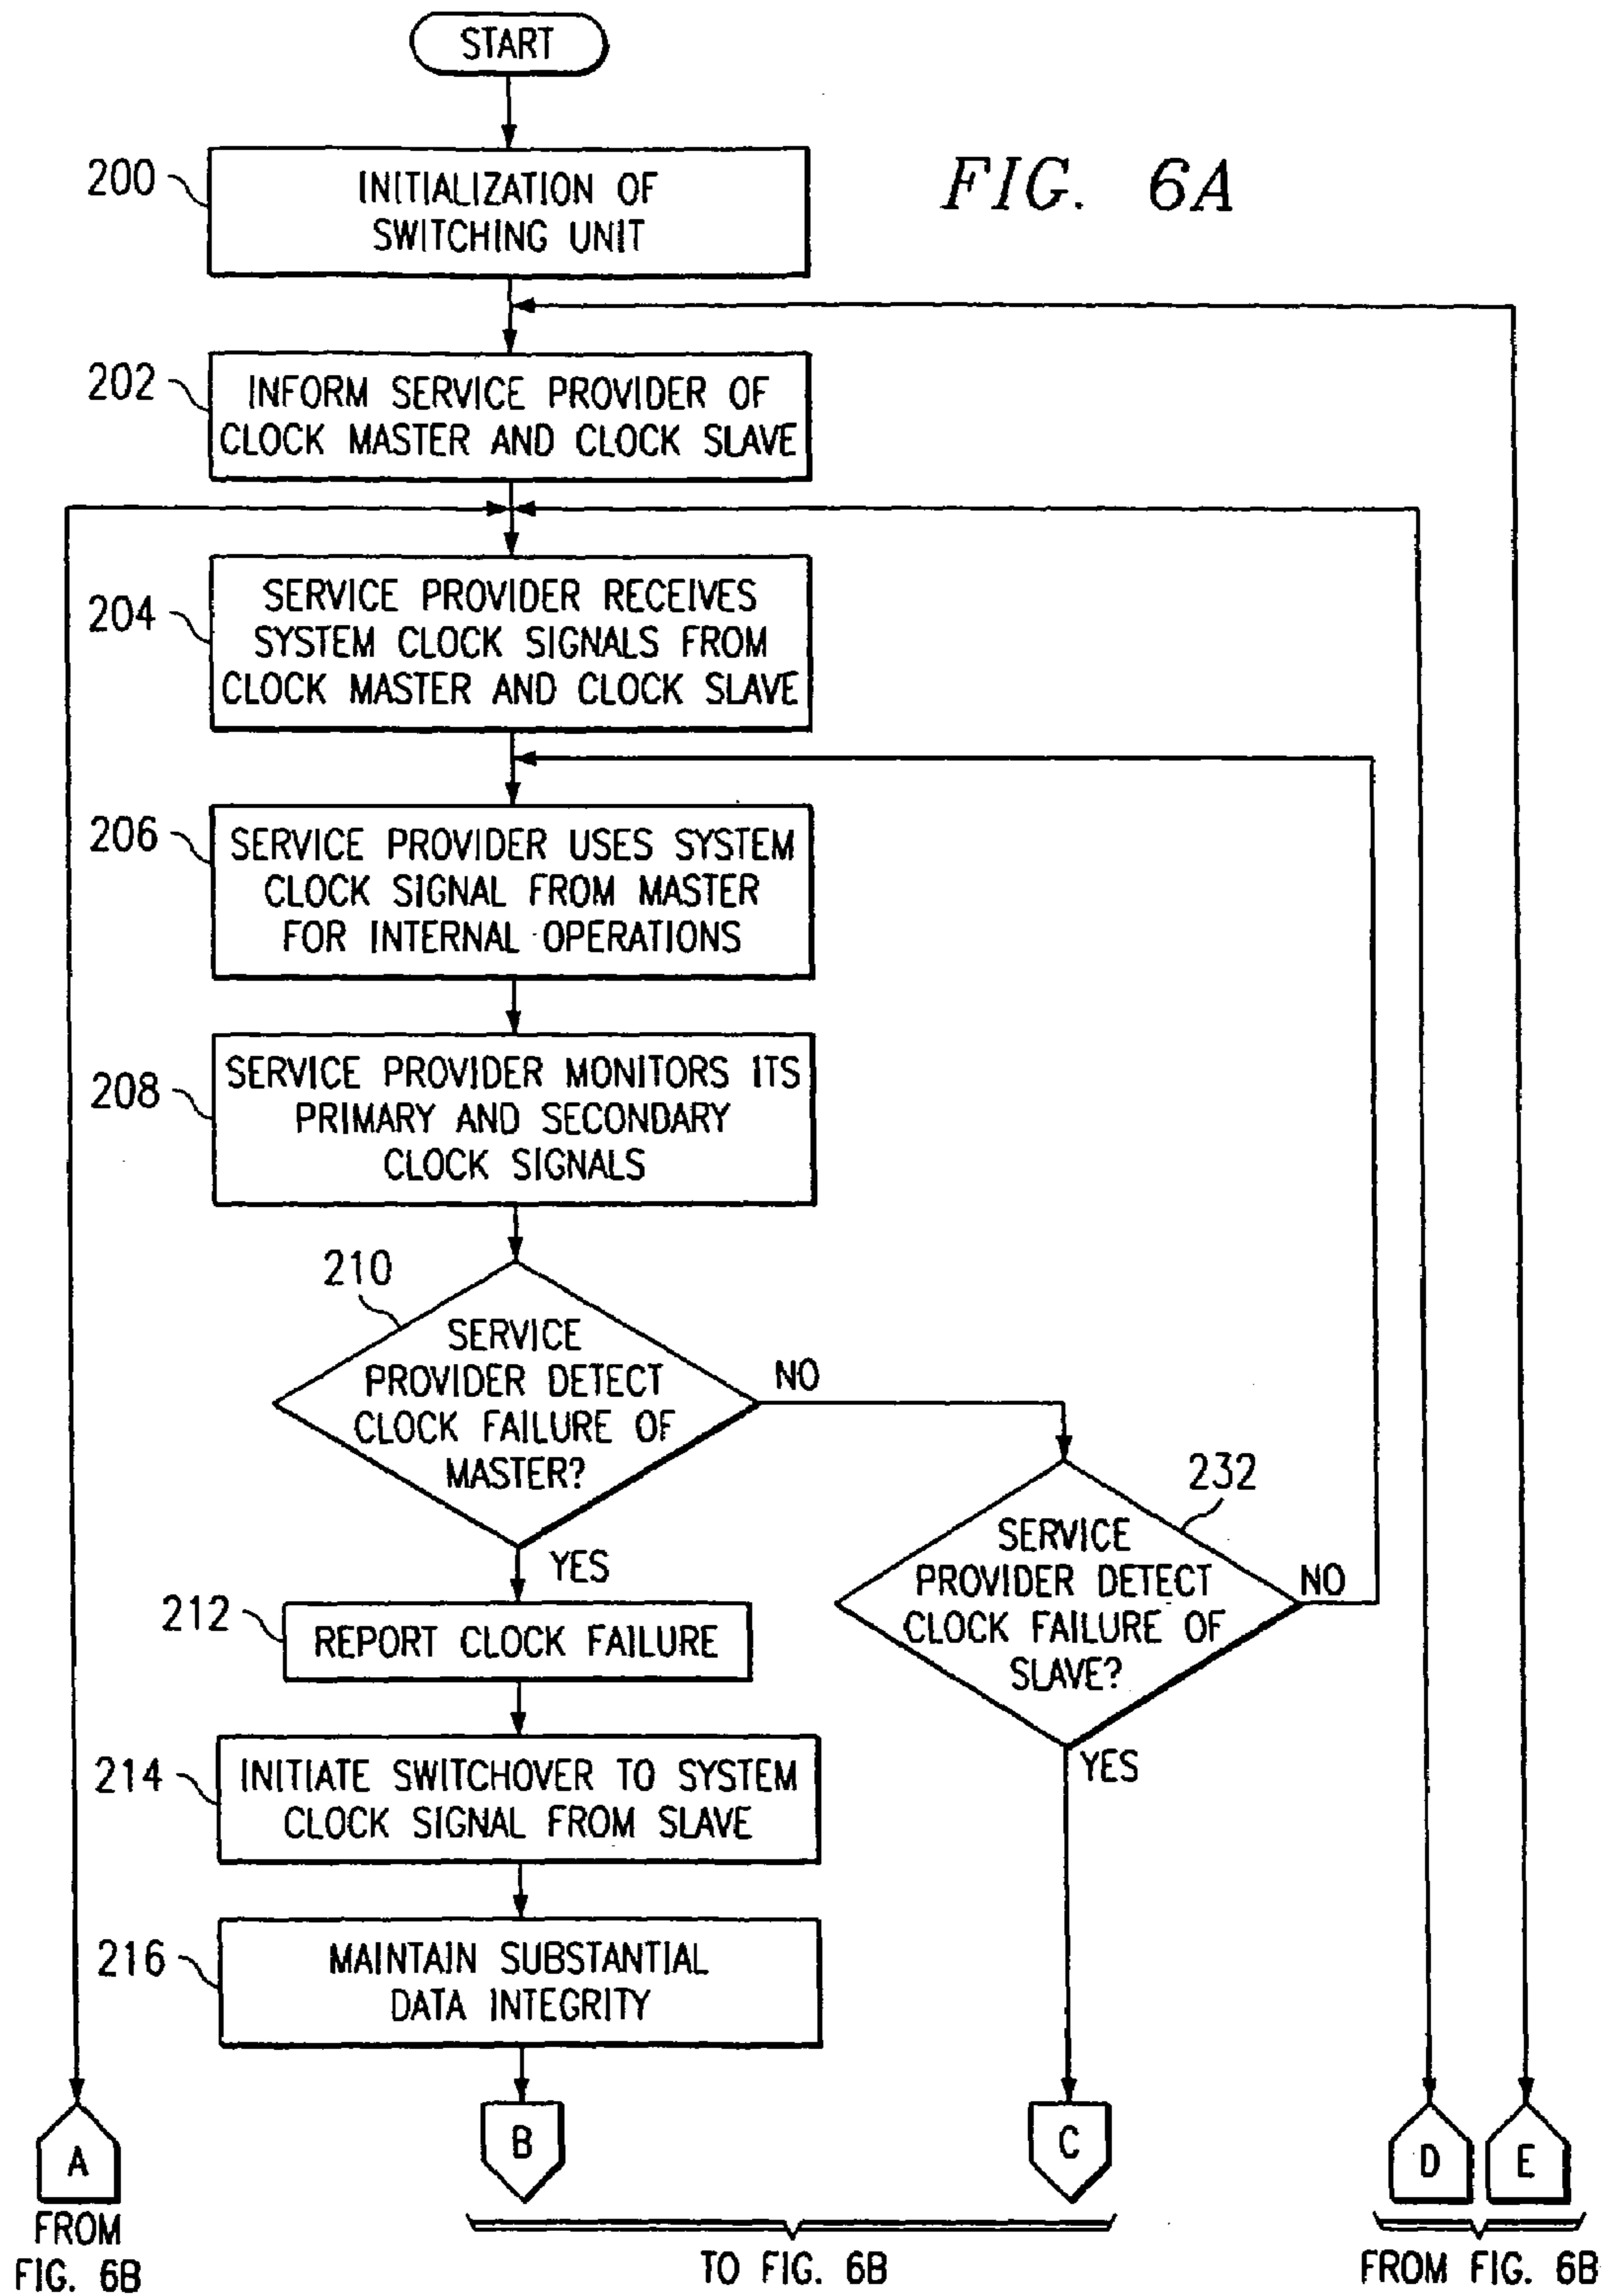 START
FIG. 6A
200
INITIALIZATION OF
SWITCHING UNIT
202
INFORM SERVICE PROVIDER OF
CLOCK MASTER AND CLOCK SLAVE
204
SERVICE PROVIDER RECEIVES
SYSTEM CLOCK SIGNALS FROM
CLOCK MASTER AND CLOCK SLAVE
206
SERVICE PROVIDER USES SYSTEM
CLOCK SIGNAL FROM MASTER
FOR INTERNAL OPERATIONS
208
SERVICE PROVIDER MONITORS ITS
PRIMARY AND SECONDARY
CLOCK SIGNALS
210
SERVICE
PROVIDER DETECT
CLOCK FAILURE OF
MASTER?
NO
YES
232
SERVICE
PROVIDER DETECT
CLOCK FAILURE OF
SLAVE?
NO
YES
212
REPORT CLOCK FAILURE
214
INITIATE SWITCHOVER TO SYSTEM
CLOCK SIGNAL FROM SLAVE
216
MAINTAIN SUBSTANTIAL
DATA INTEGRITY
A
B
C
D
E
FROM
FIG. 6B
TO FIG. 6B
FROM FIG. 6B